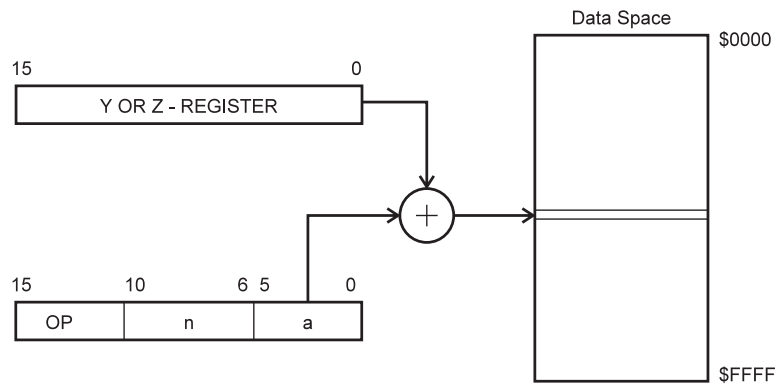 Data Space
$0000
15 0
Y OR Z - REGISTER
+
15 10 6 5 0
OP n a
$FFFF